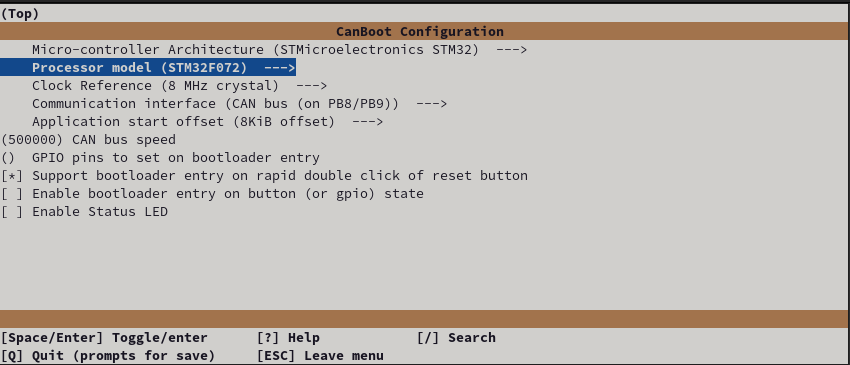 (Top)
CanBoot Configuration
Micro-controller Architecture (STMicroelectronics STM32)  --->
Processor model (STM32F072)  --->
Clock Reference (8 MHz crystal)  --->
Communication interface (CAN bus (on PB8/PB9))  --->
Application start offset (8KiB offset)  --->
(500000) CAN bus speed
()  GPIO pins to set on bootloader entry
[*] Support bootloader entry on rapid double click of reset button
[ ] Enable bootloader entry on button (or gpio) state
[ ] Enable Status LED
[Space/Enter] Toggle/enter      [?] Help            [/] Search
[Q] Quit (prompts for save)     [ESC] Leave menu